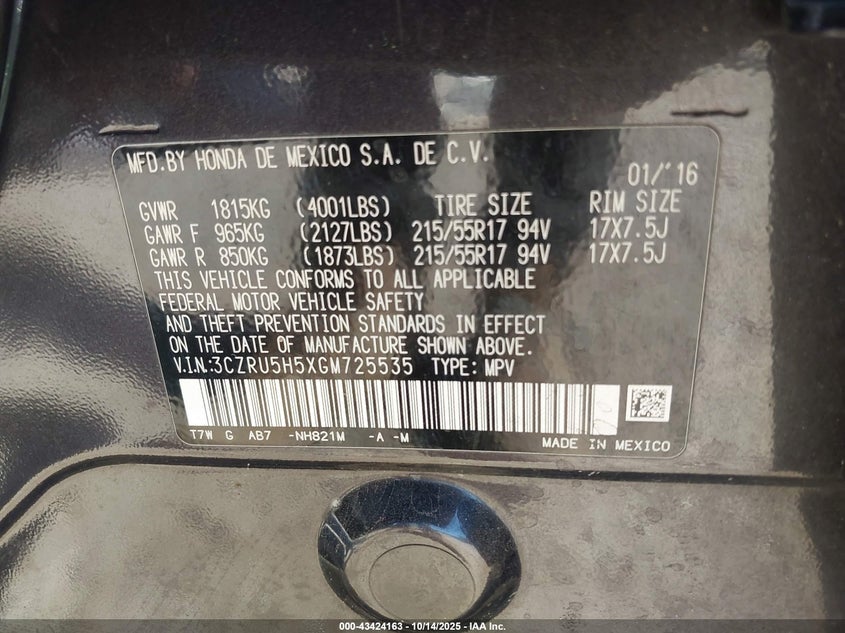 MFD.BY HONDA DE MEXICO S.A. DE C.V.
01/'16
GVWR 1815KG (4001LBS) TIRE SIZE RIM SIZE
GAWR F 965KG (2127LBS) 215/55R17 94V 17X7.5J
GAWR R 850KG (1873LBS) 215/55R17 94V 17X7.5J
THIS VEHICLE CONFORMS TO ALL APPLICABLE
FEDERAL MOTOR VEHICLE SAFETY
AND THEFT PREVENTION STANDARDS IN EFFECT
ON THE DATE OF MANUFACTURE SHOWN ABOVE.
V.I.N.:3CZRU5H5XGM725535 TYPE: MPV
T7W G AB7 -NH821M -A -M
MADE IN MEXICO
000-43424163 - 10/14/2025 - IAA Inc.